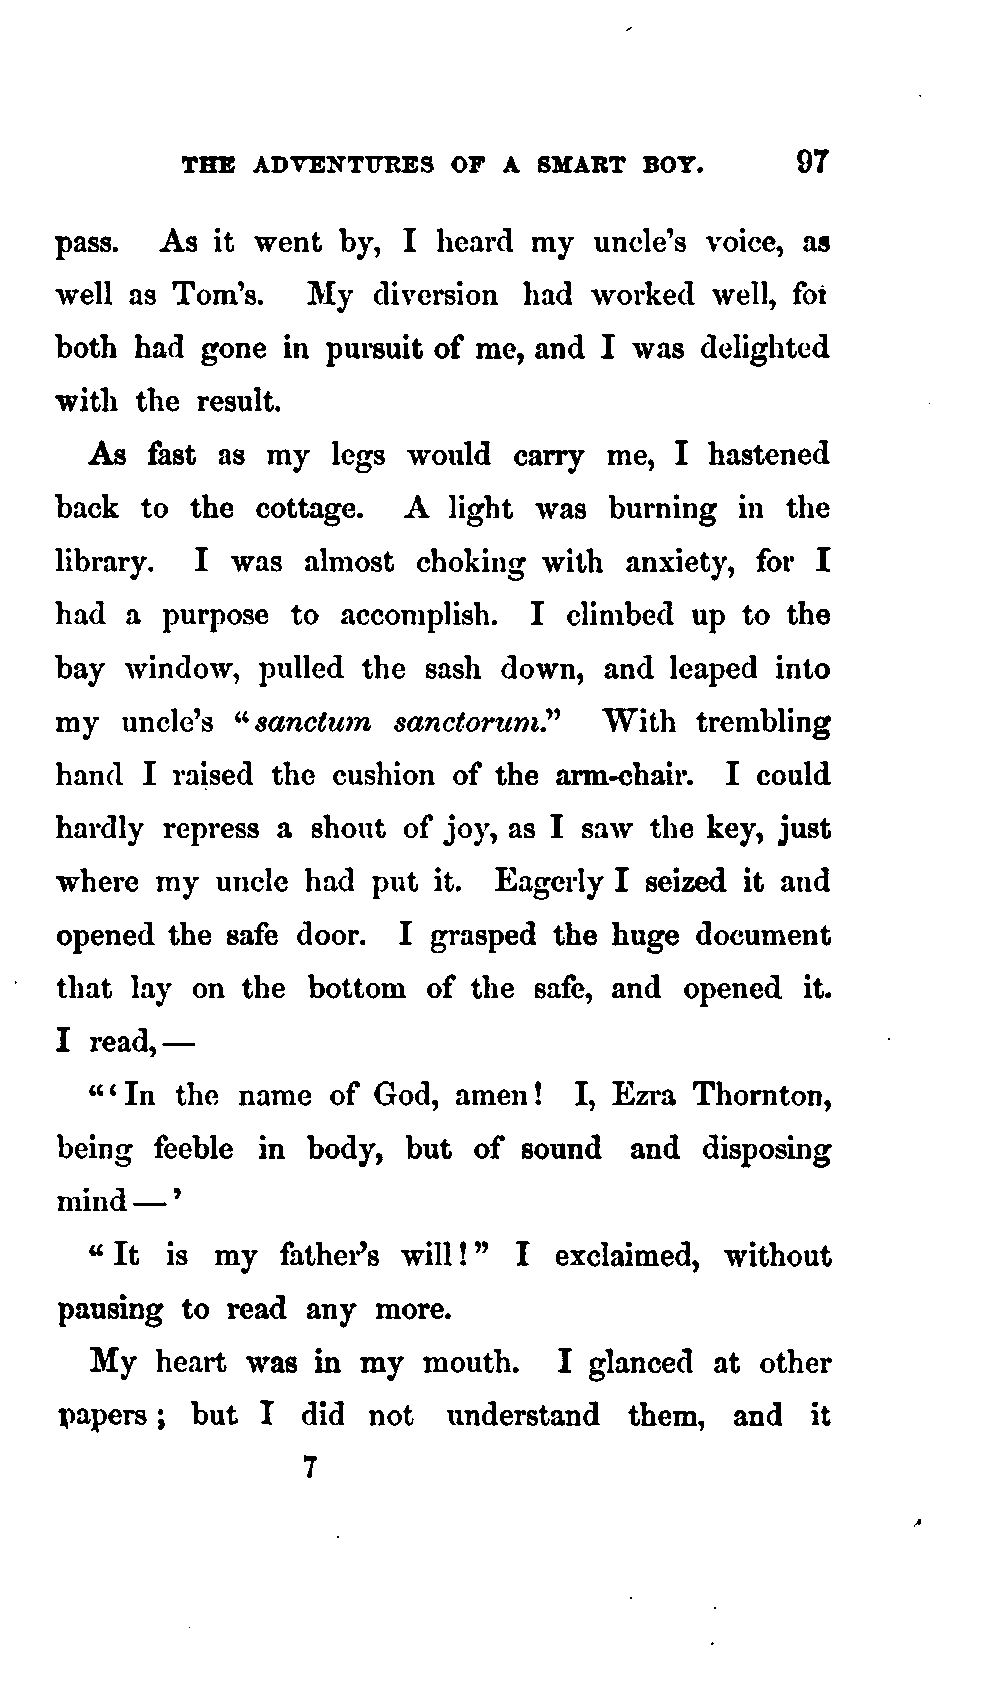 THE ADVENTURES OF A SMART BOY. 97
pass. As it went by, I heard my uncle's voice, as
well as Tom's. My diversion had worked well, for
both had gone in pursuit of me, and I was delighted
with the result.
As fast as my legs would carry me, I hastened
back to the cottage. A light was burning in the
library. I was almost choking with anxiety, for I
had a purpose to accomplish. I climbed up to the
bay window, pulled the sash down, and leaped into
my uncle's "sanctum sanctorum." With trembling
hand I raised the cushion of the arm-chair. I could
hardly repress a shout of joy, as I saw the key, just
where my uncle had put it. Eagerly I seized it and
opened the safe door. I grasped the huge document
that lay on the bottom of the safe, and opened it.
I read,—
"'In the name of God, amen! I, Ezra Thornton,
being feeble in body, but of sound and disposing
mind—'
"It is my father's will!" I exclaimed, without
pausing to read any more.
My heart was in my mouth. I glanced at other
papers; but I did not understand them, and it
7